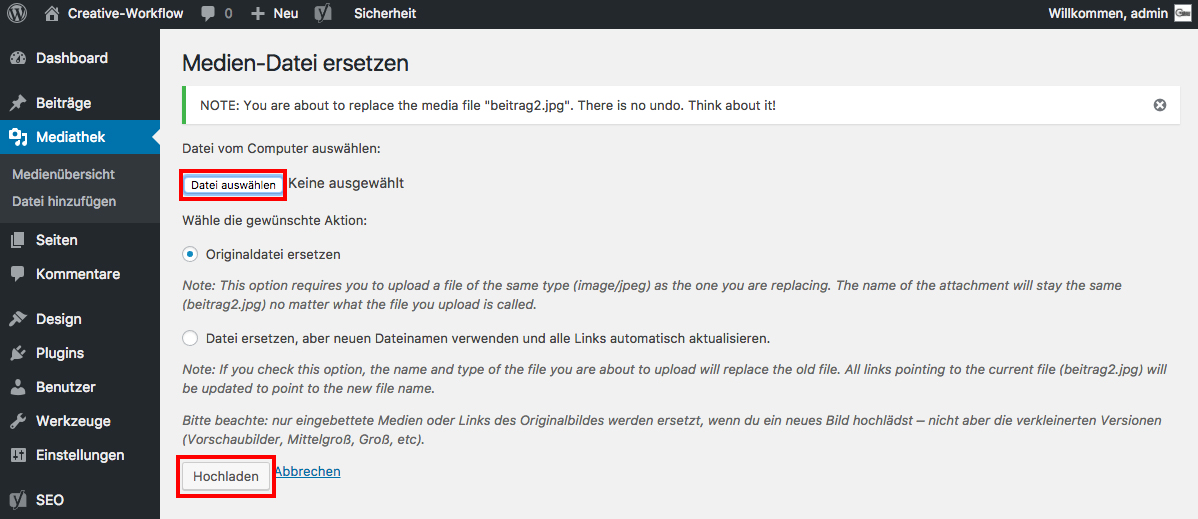 Creative-Workflow 0 Neu Sicherheit Willkommen, admin
Dashboard
Beiträge
Mediathek
Medienübersicht
Datei hinzufügen
Seiten
Kommentare
Design
Plugins
Benutzer
Werkzeuge
Einstellungen
SEO
Medien-Datei ersetzen
NOTE: You are about to replace the media file "beitrag2.jpg". There is no undo. Think about it!
Datei vom Computer auswählen:
Datei auswählen Keine ausgewählt
Wähle die gewünschte Aktion:
Originaldatei ersetzen
Note: This option requires you to upload a file of the same type (image/jpeg) as the one you are replacing. The name of the attachment will stay the same
(beitrag2.jpg) no matter what the file you upload is called.
Datei ersetzen, aber neuen Dateinamen verwenden und alle Links automatisch aktualisieren.
Note: If you check this option, the name and type of the file you are about to upload will replace the old file. All links pointing to the current file (beitrag2.jpg) will
be updated to point to the new file name.
Bitte beachte: nur eingebettete Medien oder Links des Originalbildes werden ersetzt, wenn du ein neues Bild hochlädst – nicht aber die verkleinerten Versionen
(Vorschaubilder, Mittelgroß, Groß, etc).
Hochladen Abbrechen